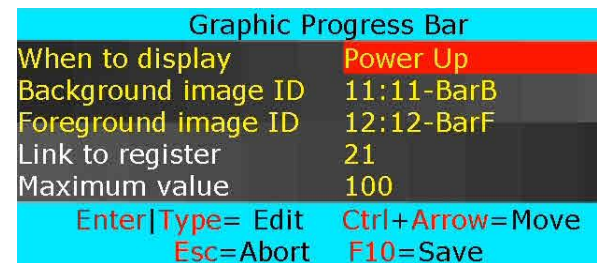 Graphic Progress Bar
When to display Power Up
Background image ID 11:11-BarB
Foreground image ID 12:12-BarF
Link to register 21
Maximum value 100
Enter|Type= Edit Ctrl+Arrow=Move
Esc=Abort F10=Save